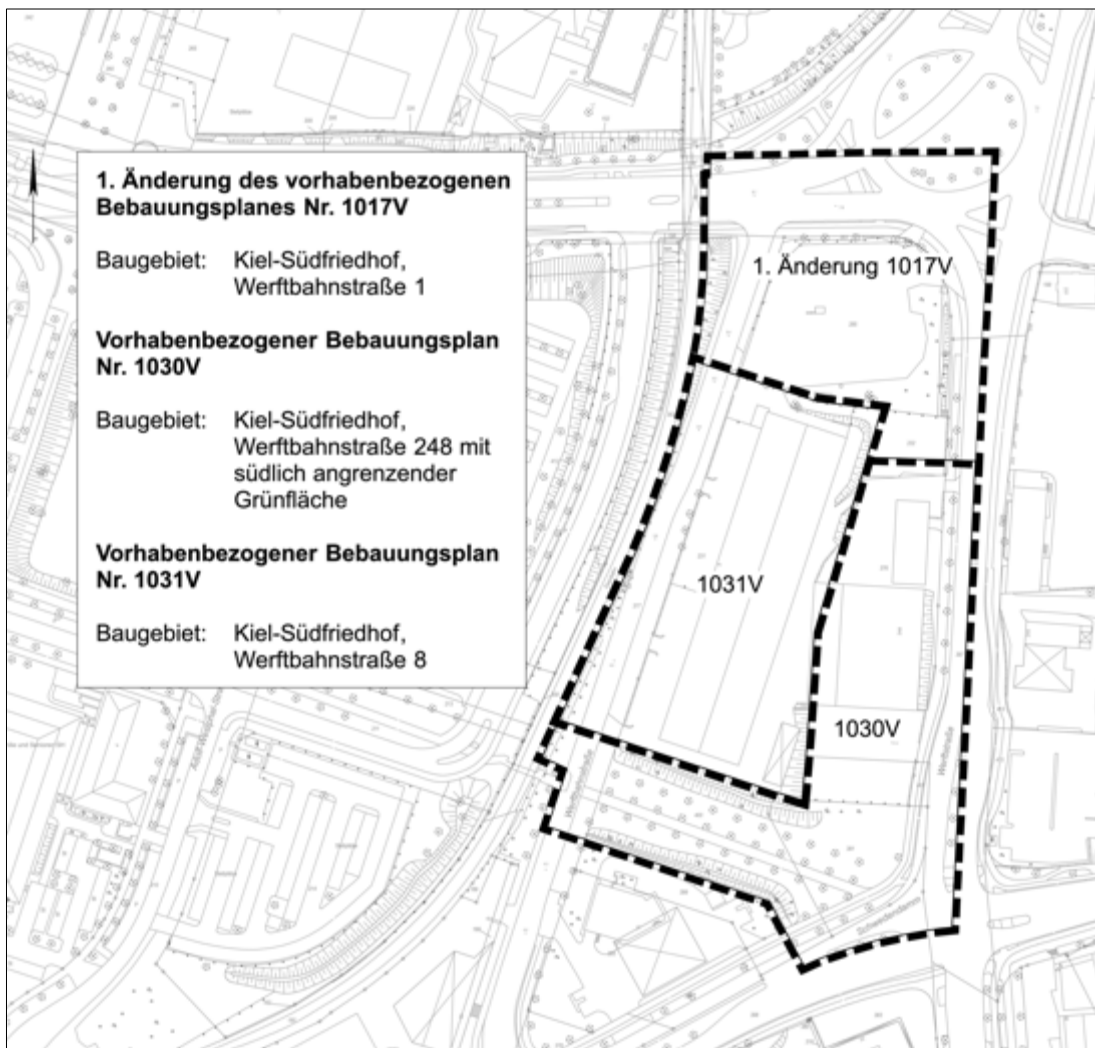 1. Änderung des vorhabenbezogenen
Bebauungsplanes Nr. 1017V
Baugebiet: Kiel-Südfriedhof,
Werftbahnstraße 1
Vorhabenbezogener Bebauungsplan
Nr. 1030V
Baugebiet: Kiel-Südfriedhof,
Werftbahnstraße 248 mit
südlich angrenzender
Grünfläche
Vorhabenbezogener Bebauungsplan
Nr. 1031V
Baugebiet: Kiel-Südfriedhof,
Werftbahnstraße 8
1. Änderung 1017V
1031V
1030V